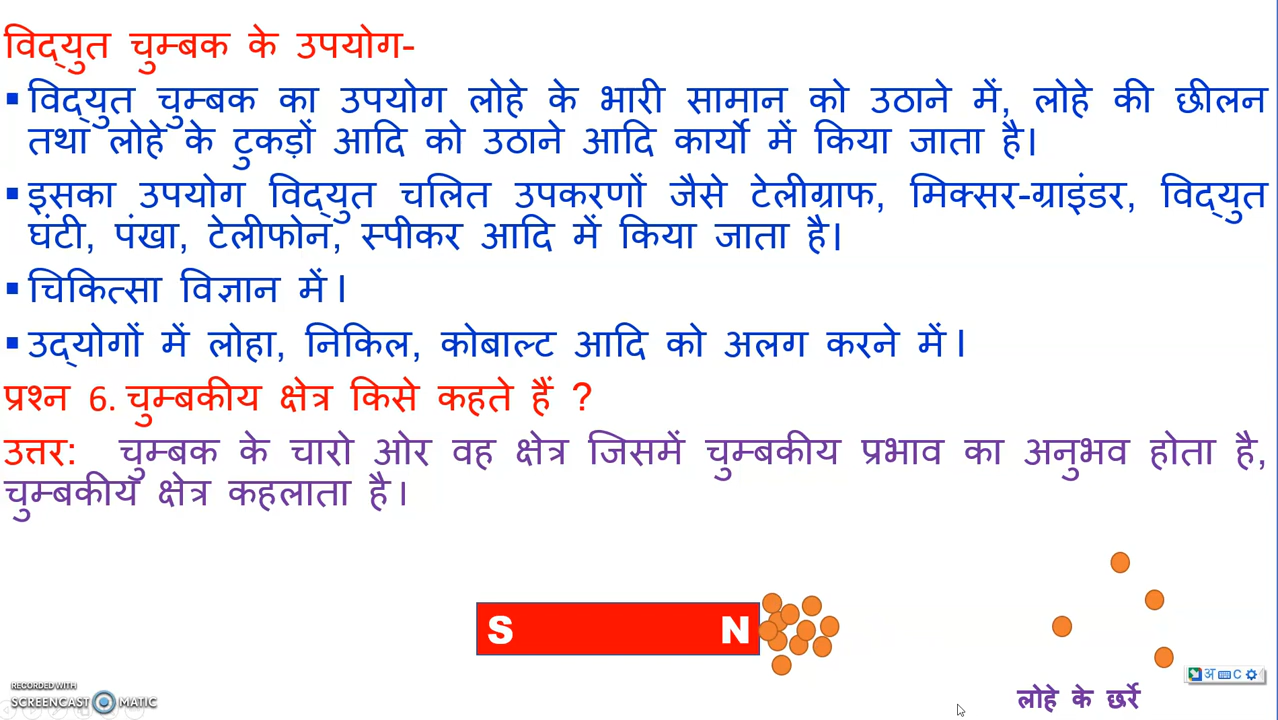 विद्युत चुम्बक के उपयोग-
▪ विद्युत चुम्बक का उपयोग लोहे के भारी सामान को उठाने में, लोहे की छीलन
तथा लोहे के टुकड़ों आदि को उठाने आदि कार्यो में किया जाता है।
▪ इसका उपयोग विद्युत चलित उपकरणों जैसे टेलीग्राफ, मिक्सर-ग्राइंडर, विद्युत
घंटी, पंखा, टेलीफोन, स्पीकर आदि में किया जाता है।
▪ चिकित्सा विज्ञान में।
▪ उद्योगों में लोहा, निकिल, कोबाल्ट आदि को अलग करने में।
प्रश्न 6. चुम्बकीय क्षेत्र किसे कहते हैं ?
उत्तर: चुम्बक के चारो ओर वह क्षेत्र जिसमें चुम्बकीय प्रभाव का अनुभव होता है,
चुम्बकीय क्षेत्र कहलाता है।
S N
लोहे के छर्रे
अ C
RECORDED WITH
SCREENCAST MATIC